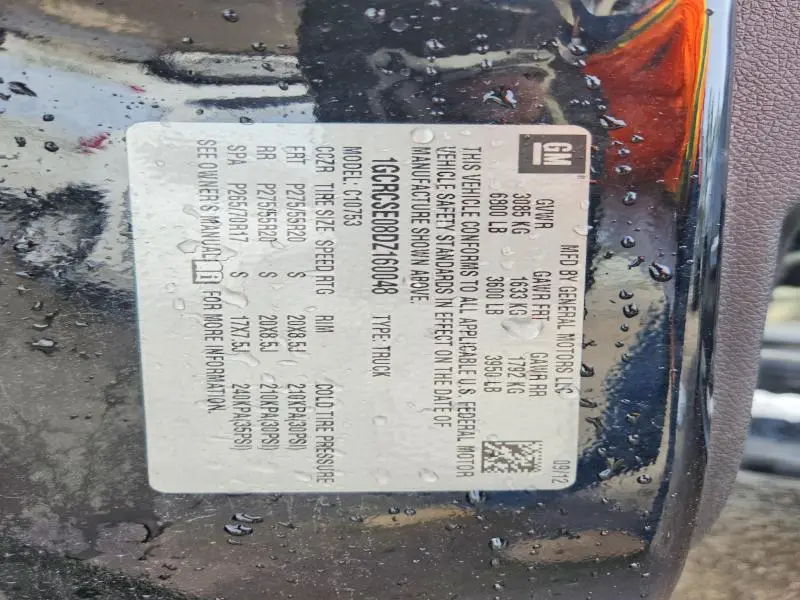 GM
MFD BY GENERAL MOTORS LLC
09/12
GVWR GAWR FRT GAWR RR
3085 KG 1633 KG 1792 KG
6800 LB 3600 LB 3950 LB
THIS VEHICLE CONFORMS TO ALL APPLICABLE U.S. FEDERAL MOTOR
VEHICLE SAFETY STANDARDS IN EFFECT ON THE DATE OF
MANUFACTURE SHOWN ABOVE.
1GCRCSE08DZ160048 TYPE: TRUCK
MODEL: C10753
CCZR TIRE SIZE SPEED RTG RIM COLD TIRE PRESSURE
FRT P275/55R20 S 20X8.5J 210KPA(30PSI)
RR P275/55R20 S 20X8.5J 210KPA(30PSI)
SPA P265/70R17 S 17X7.5J 240KPA(35PSI)
SEE OWNER'S MANUAL FOR MORE INFORMATION.